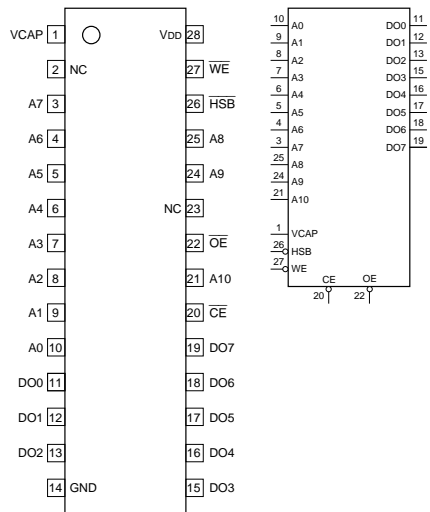 VCAP 1 VDD 28
2 NC 27 WE
A7 3 26 HSB
A6 4 25 A8
A5 5 24 A9
A4 6 NC 23
A3 7 22 OE
A2 8 21 A10
A1 9 20 CE
A0 10 19 DO7
DO0 11 18 DO6
DO1 12 17 DO5
DO2 13 16 DO4
14 GND 15 DO3
10 A0 DO0 11
9 A1 DO1 12
8 A2 DO2 13
7 A3 DO3 15
6 A4 DO4 16
5 A5 DO5 17
4 A6 DO6 18
3 A7 DO7 19
25 A8
24 A9
21 A10
1 VCAP
26 HSB
27 WE
CE OE
20 22